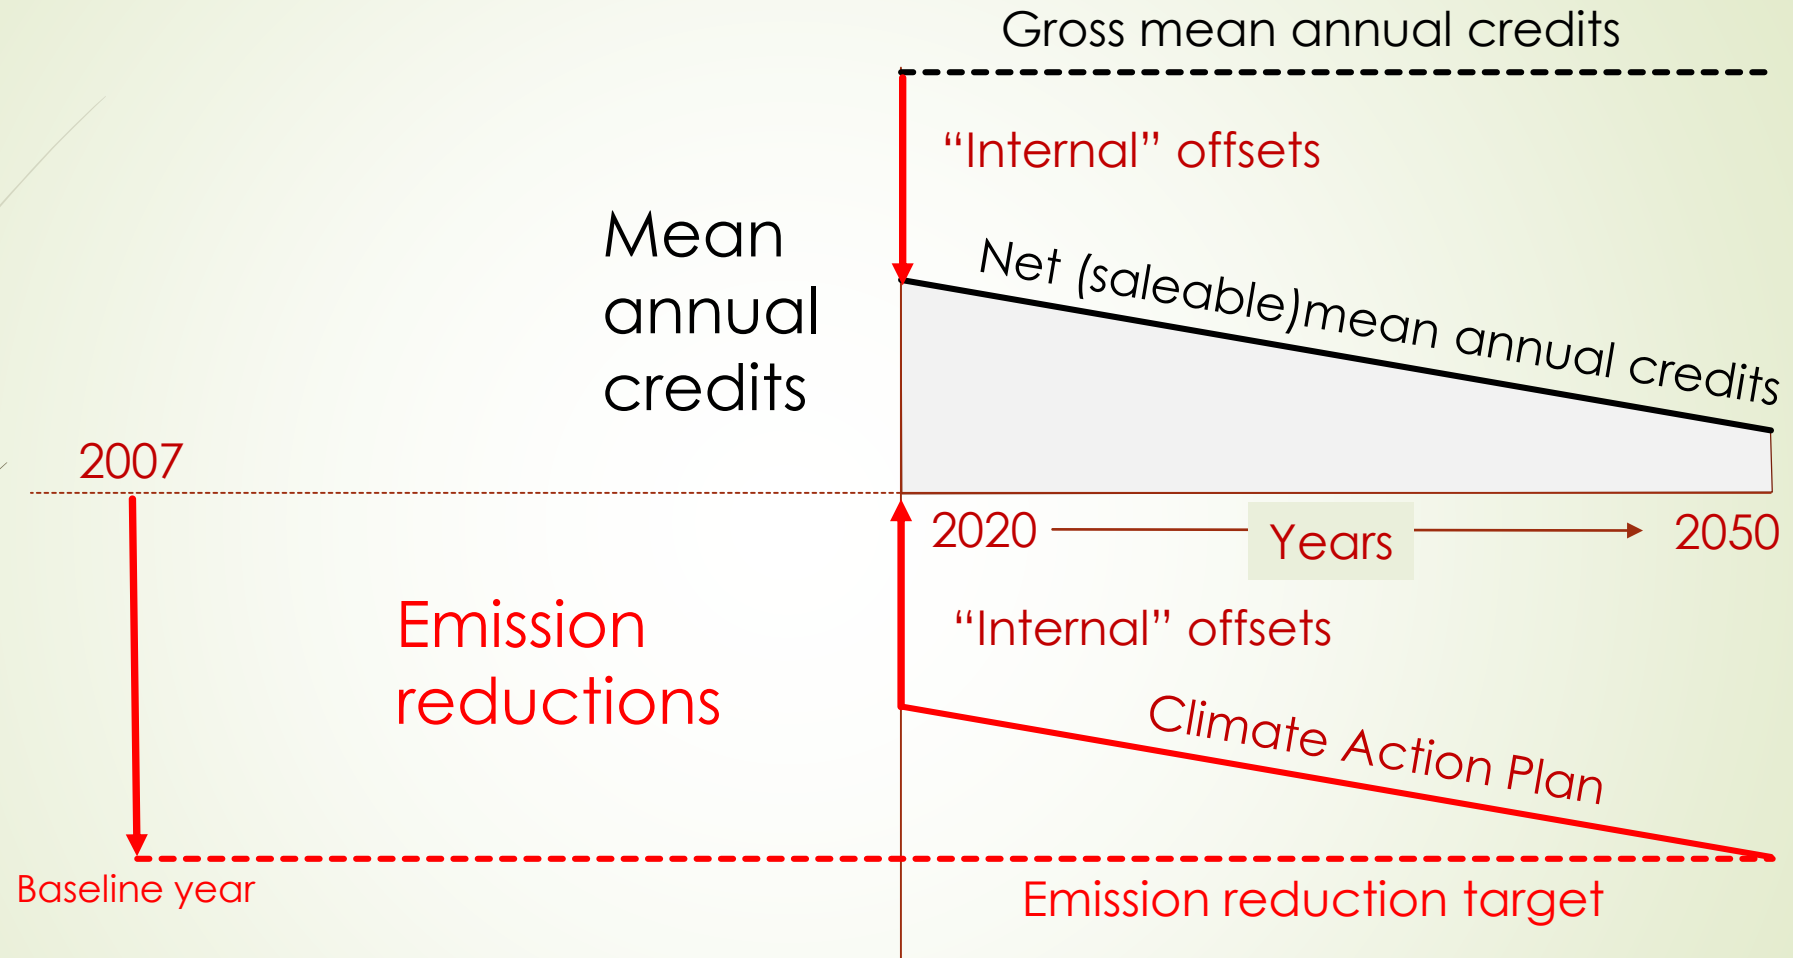 Gross mean annual credits
“Internal” offsets
Mean
annual
credits
Net (saleable)mean annual credits
2007
2020
Years
2050
Emission
reductions
“Internal” offsets
Climate Action Plan
Baseline year
Emission reduction target